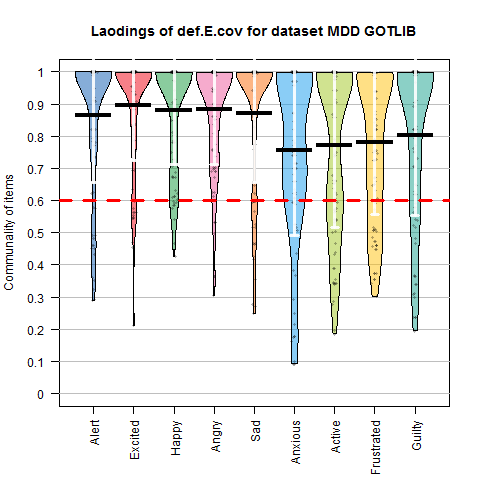 Laodings of def.E.cov for dataset MDD GOTLIB
Communality of items
1
0.9
0.8
0.7
0.6
0.5
0.4
0.3
0.2
0.1
0
Alert
Excited
Happy
Angry
Sad
Anxious
Active
Frustrated
Guilty